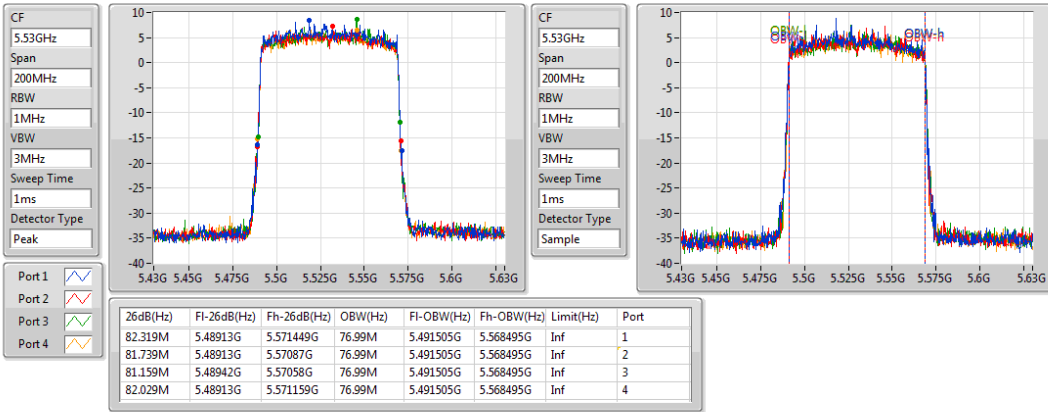 CF
5.53GHz
Span
200MHz
RBW
1MHz
VBW
3MHz
Sweep Time
1ms
Detector Type
Peak
Port 1
Port 2
Port 3
Port 4
10
5
0
-5
-10
-15
-20
-25
-30
-35
-40
5.43G 5.45G 5.475G 5.5G 5.525G 5.55G 5.575G 5.6G 5.63G
CF
5.53GHz
Span
200MHz
RBW
1MHz
VBW
3MHz
Sweep Time
1ms
Detector Type
Sample
10
5
0
-5
-10
-15
-20
-25
-30
-35
-40
OBW-h
5.43G 5.45G 5.475G 5.5G 5.525G 5.55G 5.575G 5.6G 5.63G
26dB(Hz) Fl-26dB(Hz) Fh-26dB(Hz) OBW(Hz) Fl-OBW(Hz) Fh-OBW(Hz) Limit(Hz) Port
82.319M 5.48913G 5.571449G 76.99M 5.491505G 5.568495G Inf 1
81.739M 5.48913G 5.57087G 76.99M 5.491505G 5.568495G Inf 2
81.159M 5.48942G 5.57058G 76.99M 5.491505G 5.568495G Inf 3
82.029M 5.48913G 5.571159G 76.99M 5.491505G 5.568495G Inf 4